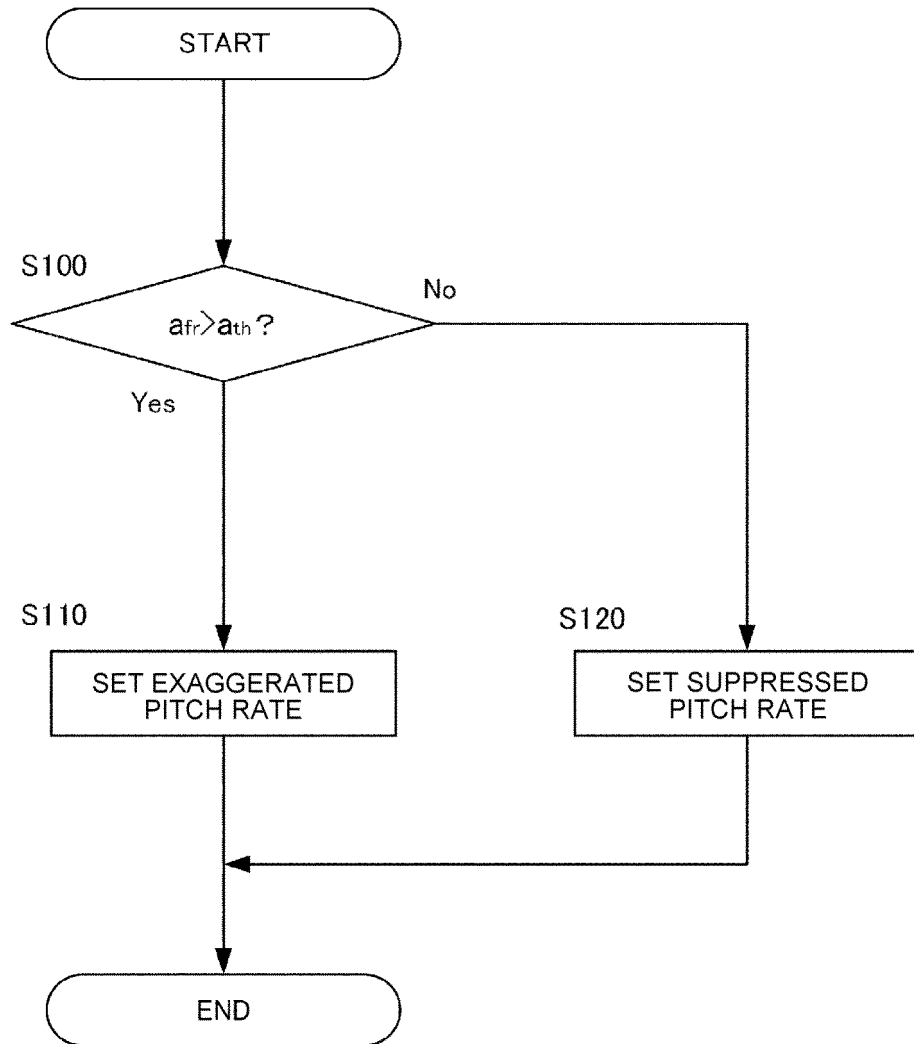 START
S100
afr>ath?
No
Yes
S110
SET EXAGGERATED
PITCH RATE
S120
SET SUPPRESSED
PITCH RATE
END